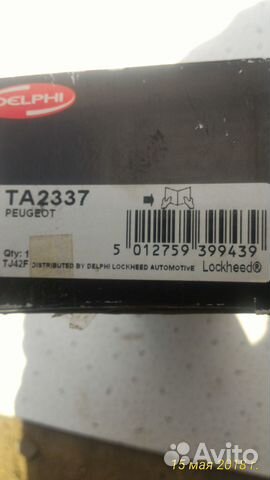 DELPHI
TA2337
PEUGEOT
5 012759 399439
Qty: 1
TJ42F DISTRIBUTED BY DELPHI LOCKHEED AUTOMOTIVE Lockheed®
Avito
15 мая 2018 г.